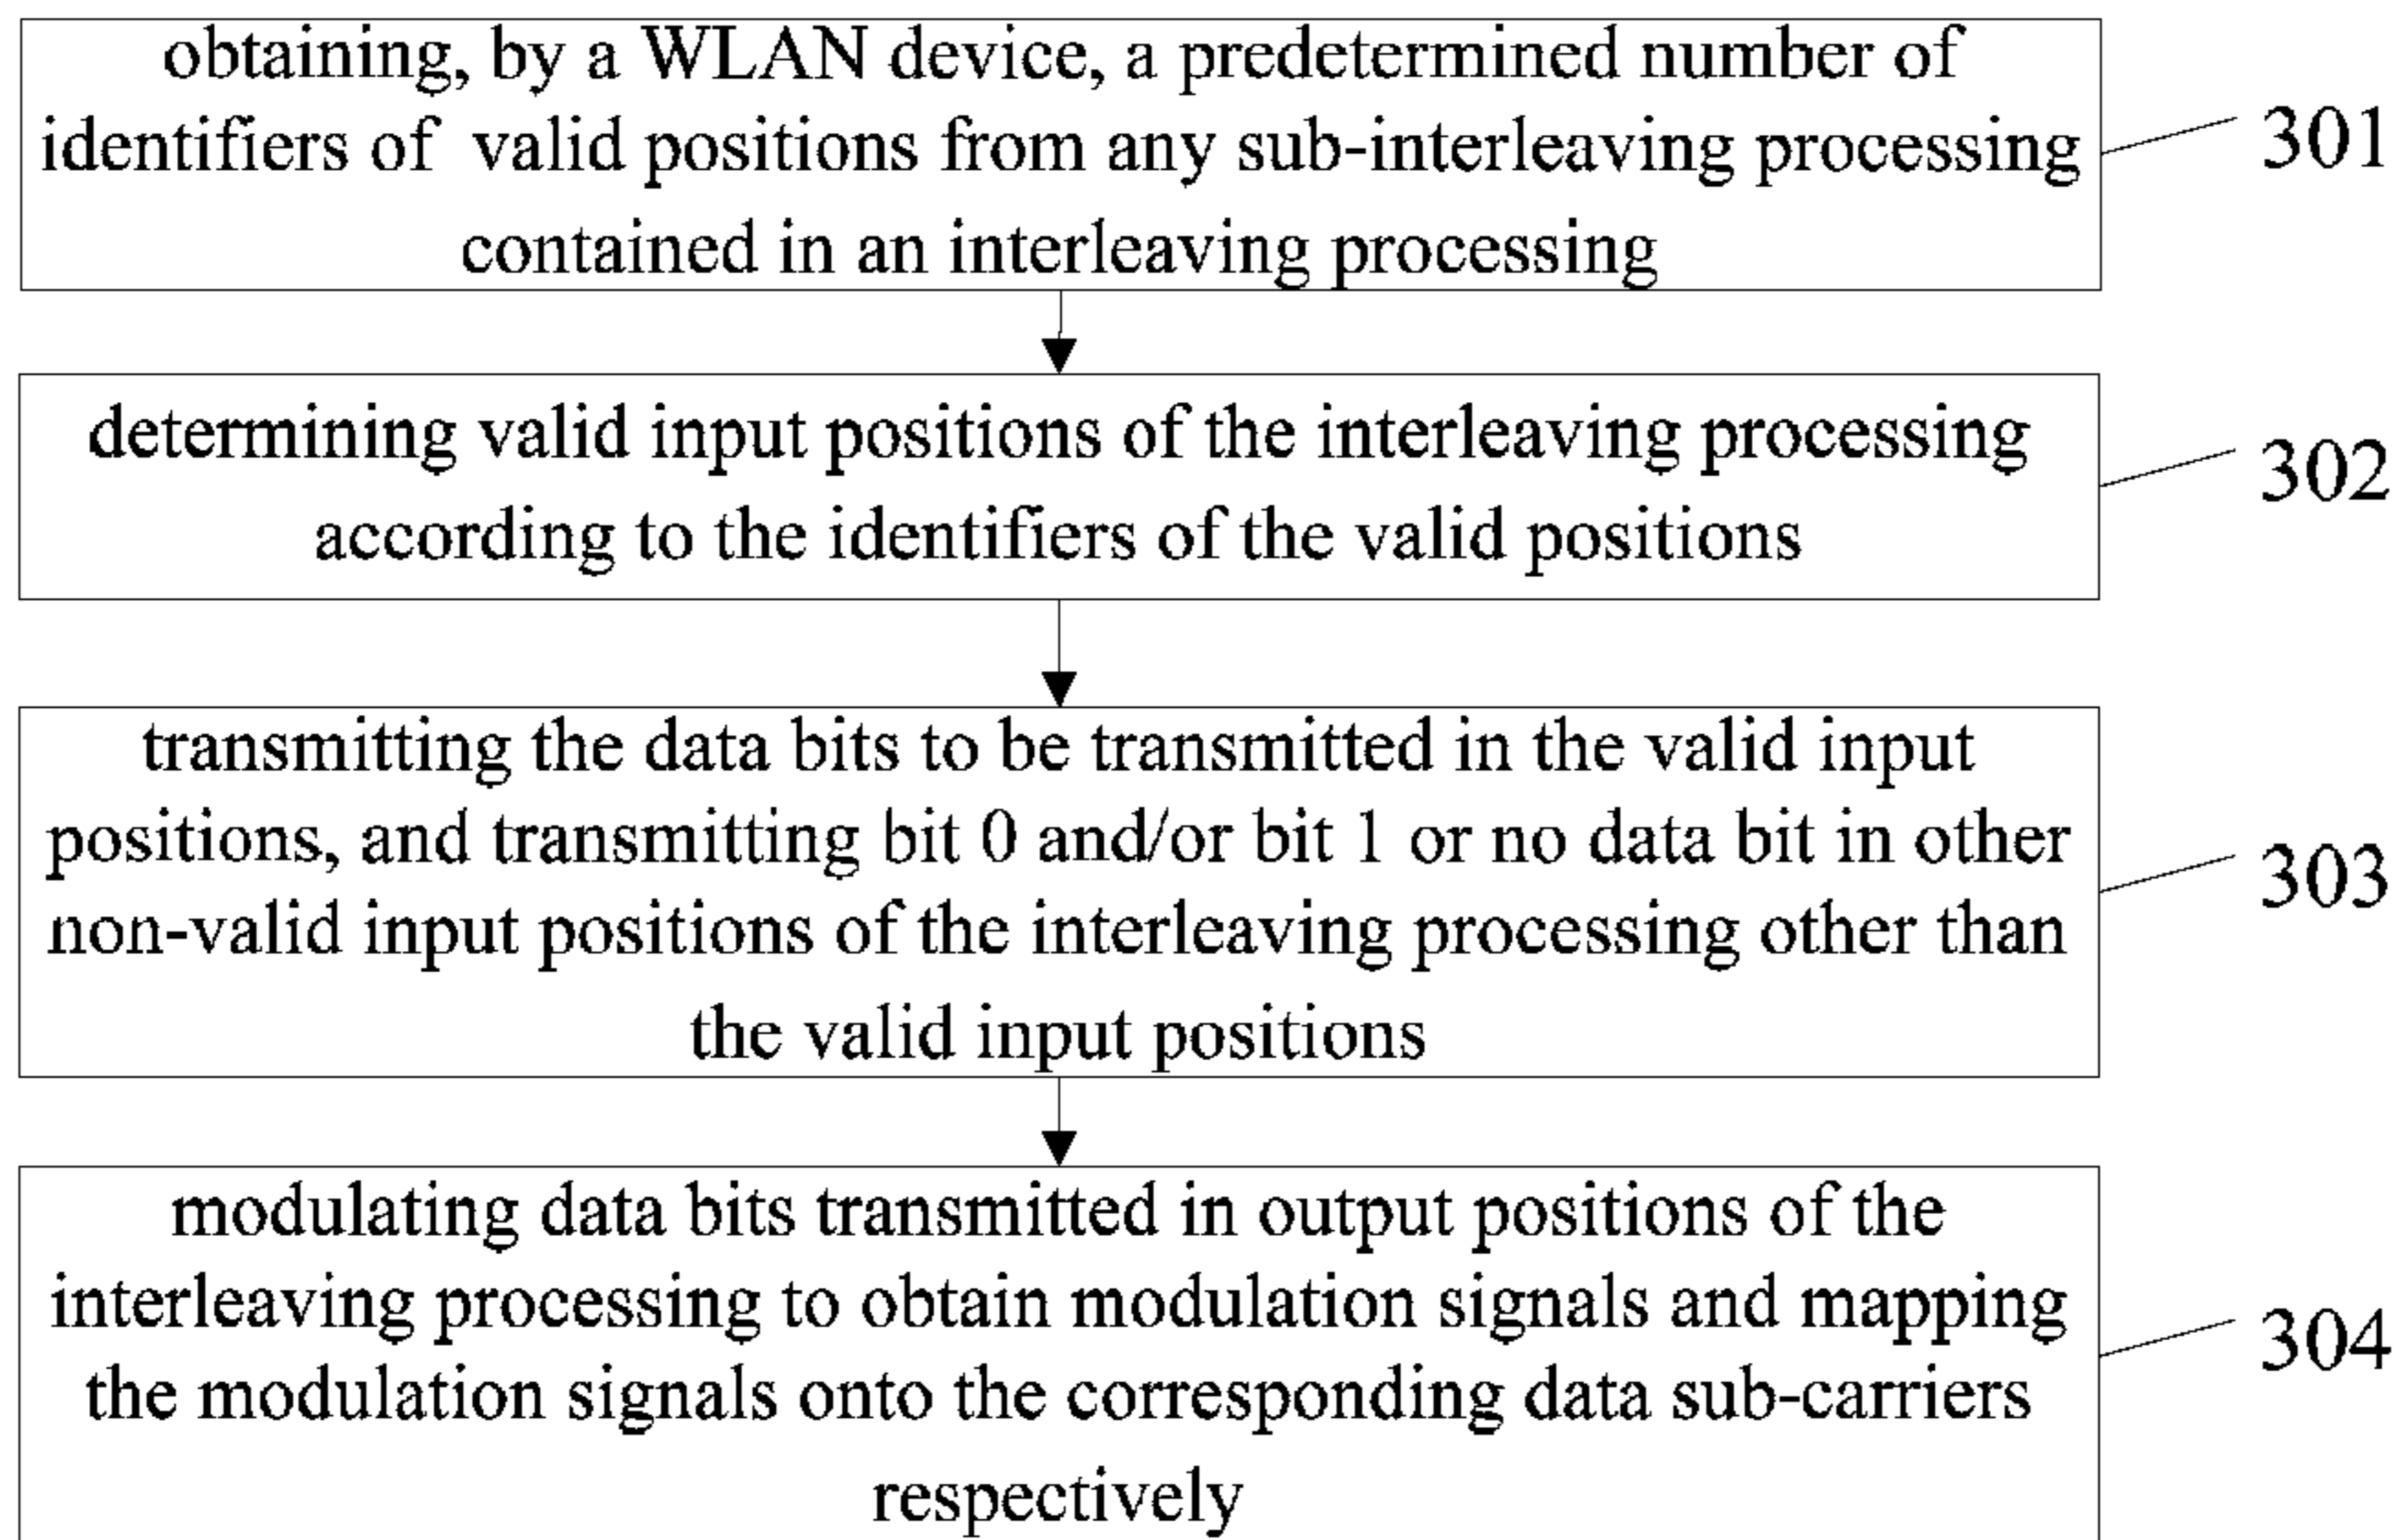 obtaining, by a WLAN device, a predetermined number of
identifiers of valid positions from any sub-interleaving processing
contained in an interleaving processing
301
determining valid input positions of the interleaving processing
according to the identifiers of the valid positions
302
transmitting the data bits to be transmitted in the valid input
positions, and transmitting bit 0 and/or bit 1 or no data bit in other
non-valid input positions of the interleaving processing other than
the valid input positions
303
modulating data bits transmitted in output positions of the
interleaving processing to obtain modulation signals and mapping
the modulation signals onto the corresponding data sub-carriers
respectively
304